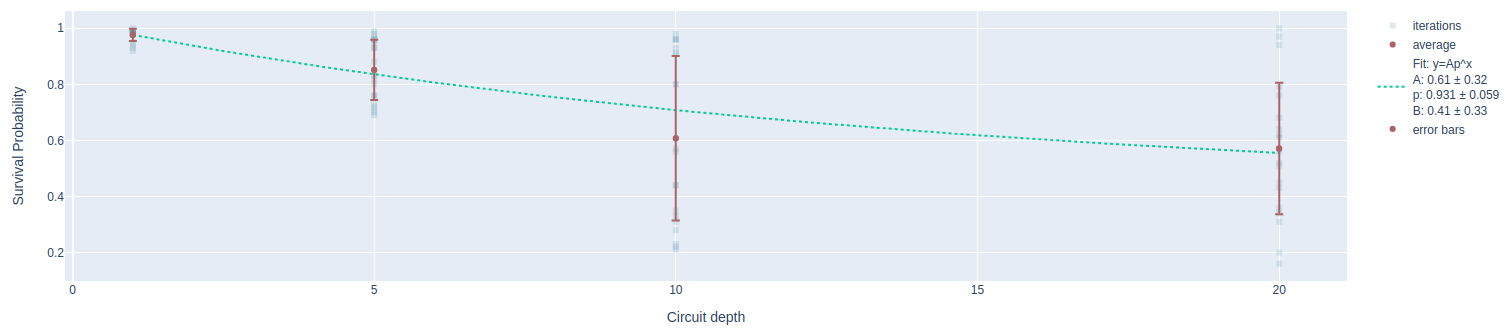 Survival Probability
1
0.8
0.6
0.4
0.2
0
5
10
15
20
Circuit depth
iterations
average
Fit: y=Ap^x
A: 0.61 ± 0.32
p: 0.931 ± 0.059
B: 0.41 ± 0.33
error bars